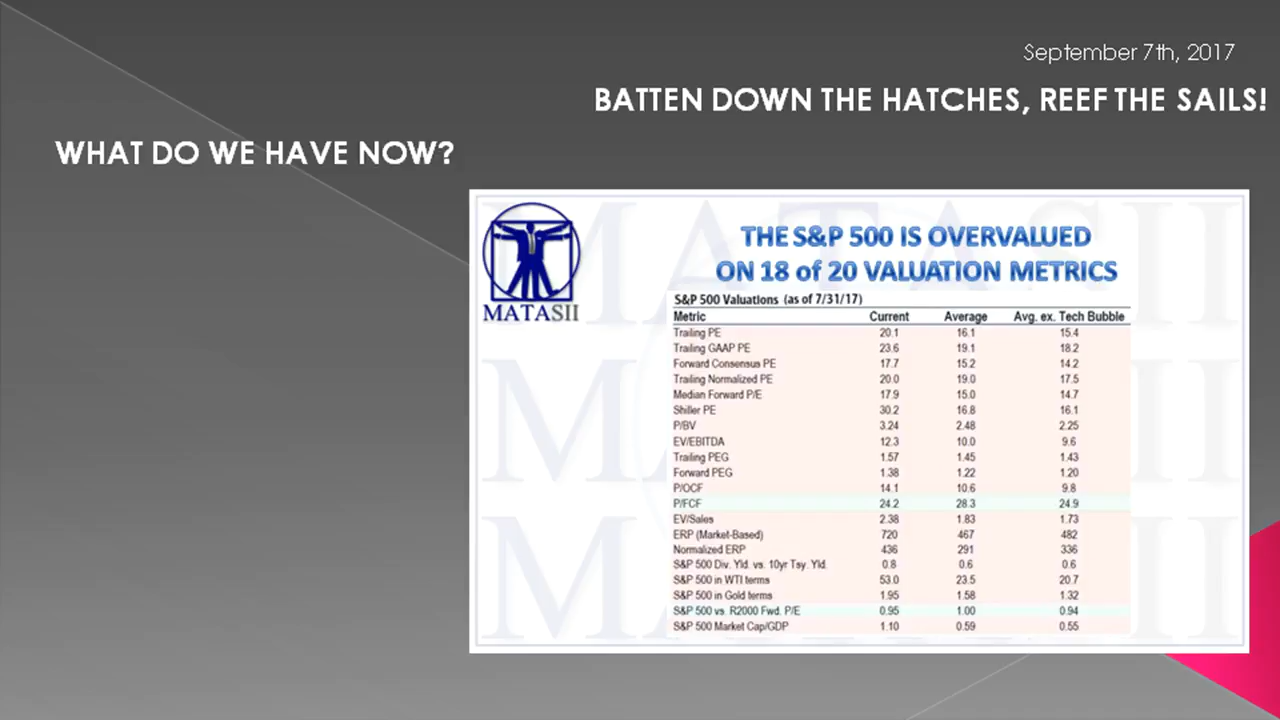 September 7th, 2017
BATTEN DOWN THE HATCHES, REEF THE SAILS!
WHAT DO WE HAVE NOW?
MATASII
THE S&P 500 IS OVERVALUED
ON 18 of 20 VALUATION METRICS
S&P 500 Valuations (as of 7/31/17)
Metric Current Average Avg. ex. Tech Bubble
Trailing PE 20.1 16.1 15.4
Trailing GAAP PE 23.6 19.1 18.2
Forward Consensus PE 17.7 15.2 14.2
Trailing Normalized PE 20.0 19.0 17.5
Median Forward P/E 17.9 15.0 14.7
Shiller PE 30.2 16.8 16.1
P/BV 3.24 2.48 2.25
EV/EBITDA 12.3 10.0 9.6
Trailing PEG 1.57 1.45 1.43
Forward PEG 1.38 1.22 1.20
P/OCF 14.1 10.6 9.8
P/FCF 24.2 28.3 24.9
EV/Sales 2.38 1.83 1.73
ERP (Market-Based) 720 467 482
Normalized ERP 436 291 336
S&P 500 Div. Yld. vs. 10yr Tsy. Yld. 0.8 0.6 0.6
S&P 500 in WTI terms 53.0 23.5 20.7
S&P 500 in Gold terms 1.95 1.58 1.32
S&P 500 vs. R2000 Fwd. P/E 0.95 1.00 0.94
S&P 500 Market Cap/GDP 1.10 0.59 0.55